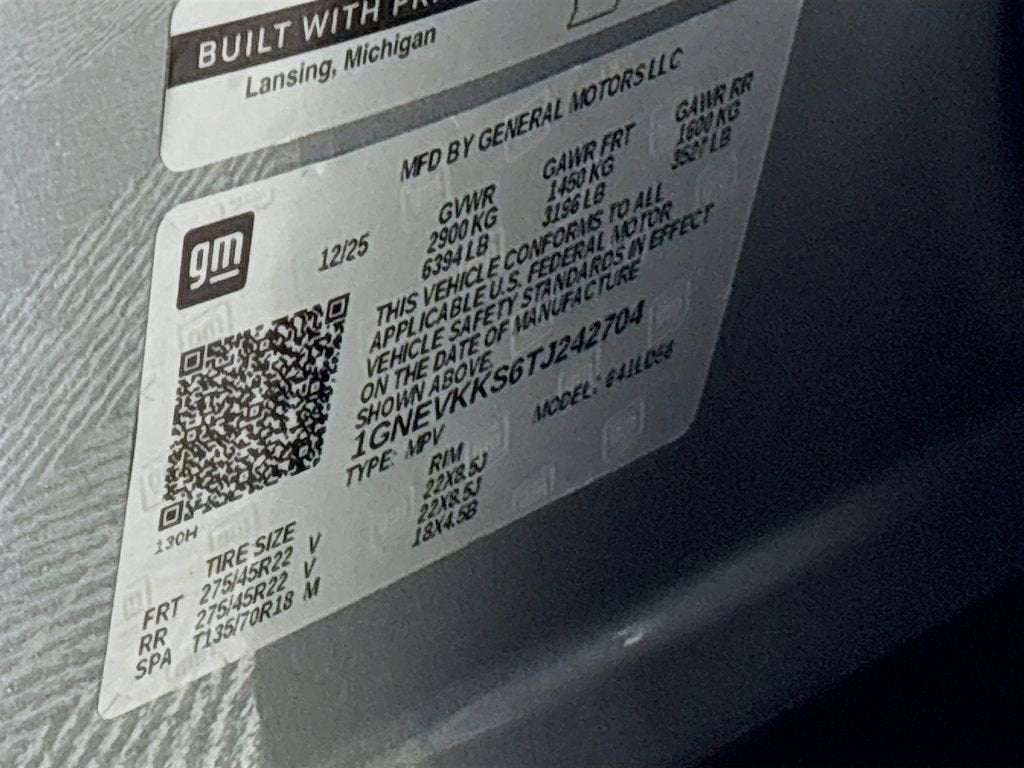 BUILT WITH
Lansing, Michigan
MFD BY GENERAL MOTORS LLC
gm
12/25
GVWR GAWR FRT GAWR RR
2900 KG 1450 KG 1600 KG
6394 LB 3196 LB 3527 LB
THIS VEHICLE CONFORMS TO ALL
APPLICABLE U.S. FEDERAL MOTOR
VEHICLE SAFETY STANDARDS IN EFFECT
ON THE DATE OF MANUFACTURE
SHOWN ABOVE.
1GNEVKKS6TJ242704
TYPE: MPV MODEL:
130H
TIRE SIZE RIM
FRT 275/45R22 V 22X8.5J
RR 275/45R22 V 22X8.5J
SPA T135/70R18 M 18X4.5B